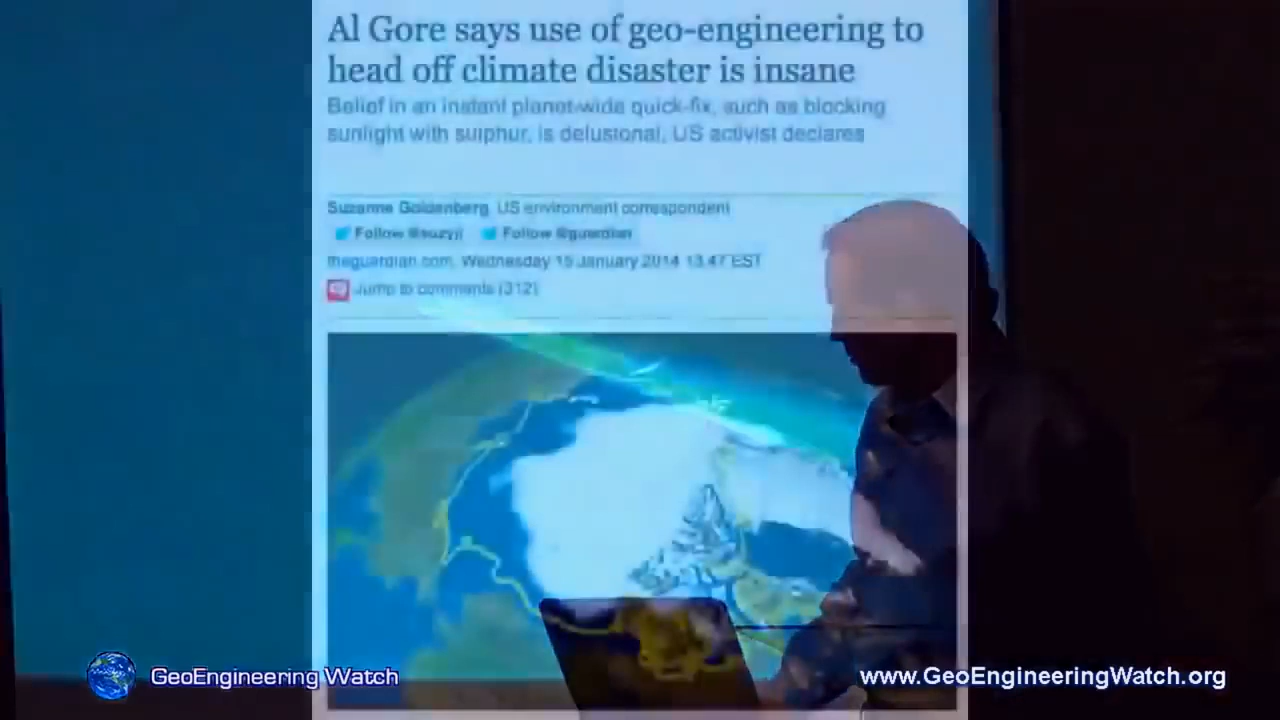 Al Gore says use of geo-engineering to
head off climate disaster is insane
Belief in an instant planet-wide quick-fix, such as blocking
sunlight with sulphur, is delusional, US activist declares
Suzanne Goldenberg, US environment correspondent
Follow @suzyji Follow @guardian
theguardian.com, Wednesday 15 January 2014 13.47 EST
Jump to comments (312)
GeoEngineering Watch
www.GeoEngineeringWatch.org